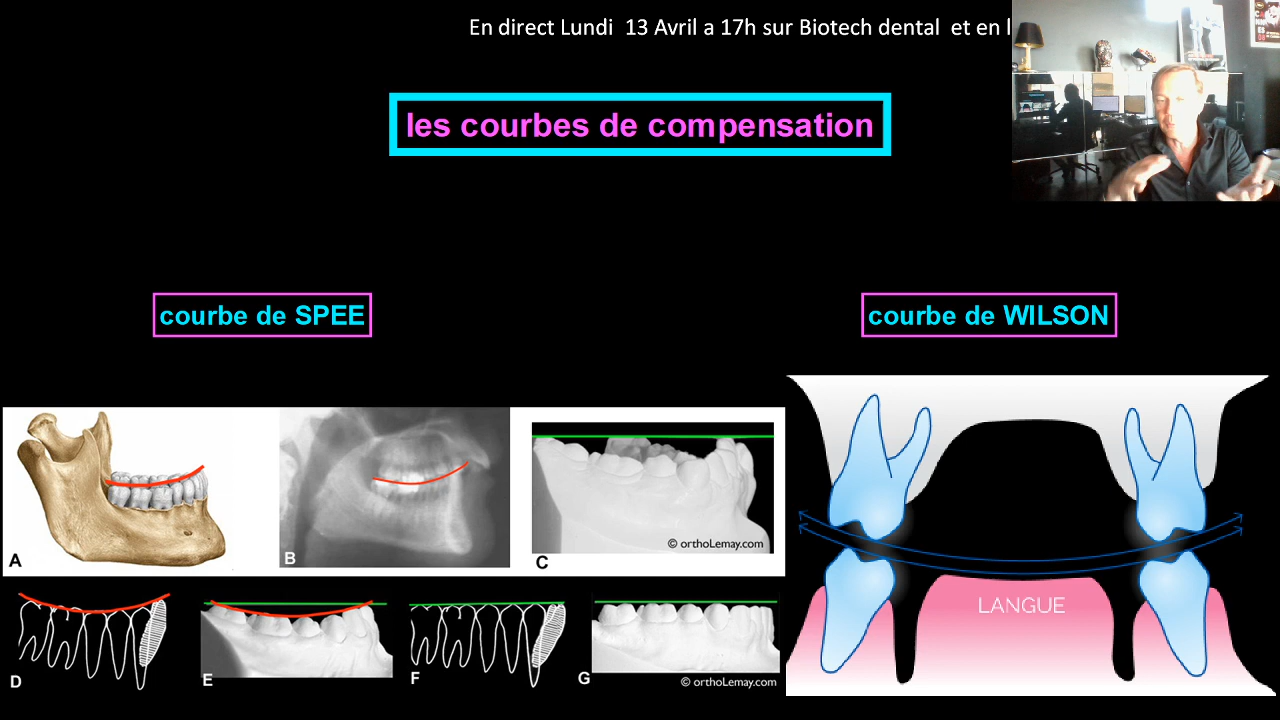 En direct Lundi 13 Avril a 17h sur Biotech dental et en
les courbes de compensation
courbe de SPEE
courbe de WILSON
A
B
C
© orthoLemay.com
LANGUE
D
E
F
G
© orthoLemay.com